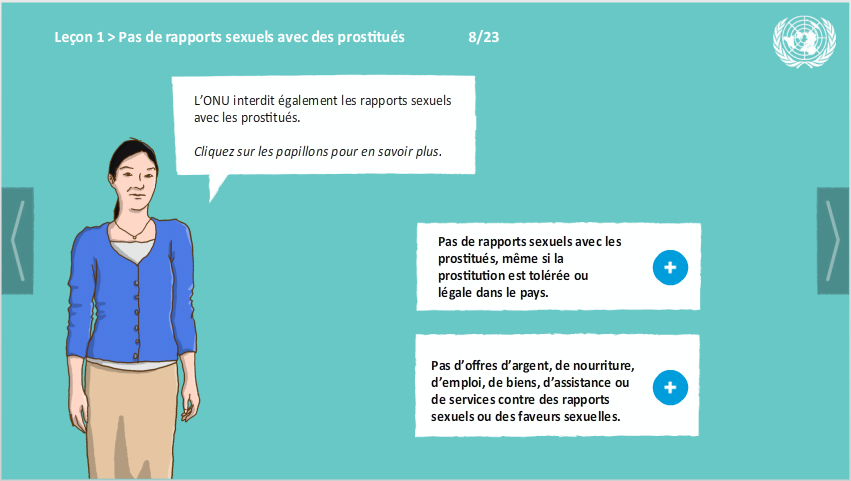 Leçon 1 > Pas de rapports sexuels avec des prostitués 8/23
L’ONU interdit également les rapports sexuels
avec les prostitués.
Cliquez sur les papillons pour en savoir plus.
Pas de rapports sexuels avec les
prostitués, même si la
prostitution est tolérée ou
légale dans le pays.
Pas d’offres d’argent, de nourriture,
d’emploi, de biens, d’assistance ou
de services contre des rapports
sexuels ou des faveurs sexuelles.